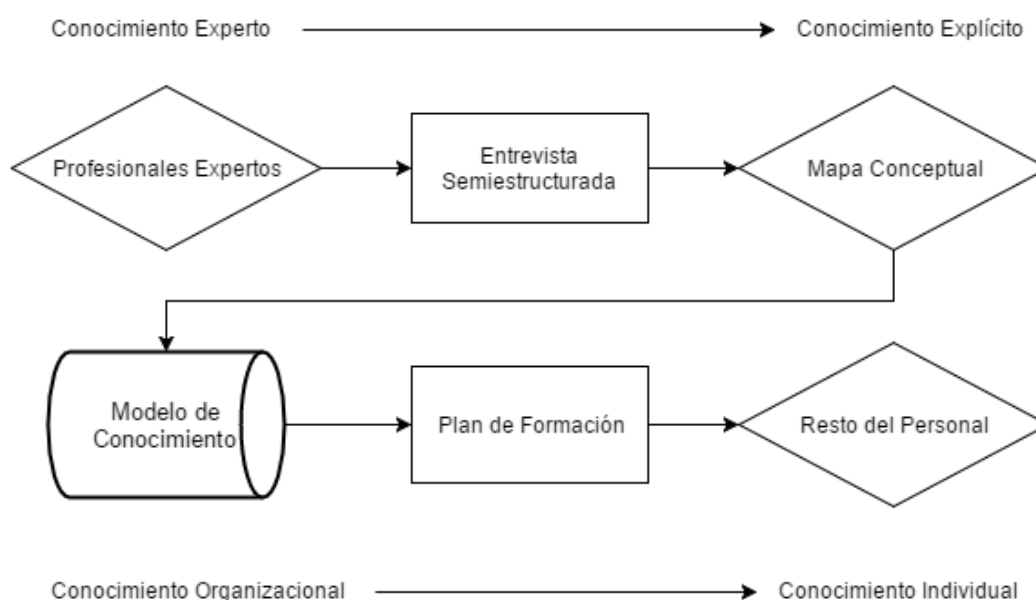 Conocimiento Experto
Conocimiento Explícito
Profesionales Expertos
Entrevista
Semiestructurada
Mapa Conceptual
Modelo de
Conocimiento
Plan de Formación
Resto del Personal
Conocimiento Organizacional
Conocimiento Individual